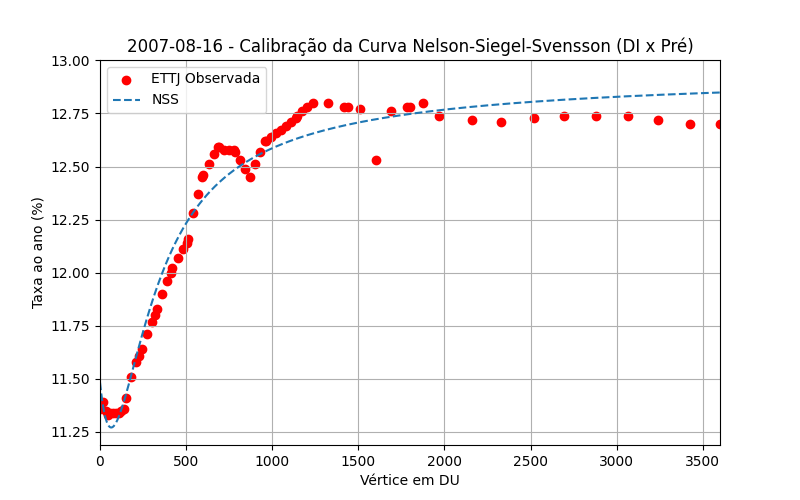 2007-08-16 - Calibração da Curva Nelson-Siegel-Svensson (DI x Pré)
13.00
12.75
12.50
12.25
12.00
11.75
11.50
11.25
Taxa ao ano (%)
ETTJ Observada
NSS
0 500 1000 1500 2000 2500 3000 3500
Vértice em DU